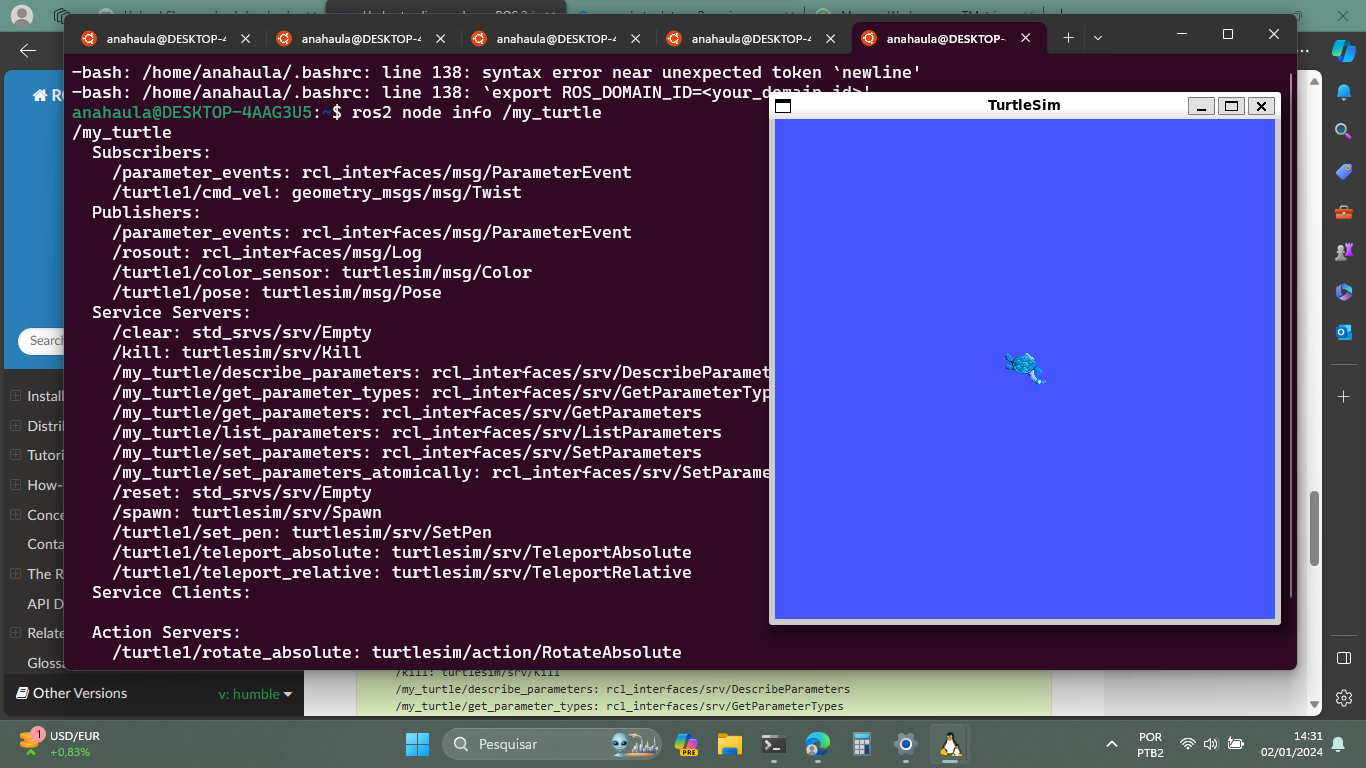 anahaula@DESKTOP-4
anahaula@DESKTOP-4
anahaula@DESKTOP-4
anahaula@DESKTOP-4
anahaula@DESKTOP-
-bash: /home/anahaula/.bashrc: line 138: syntax error near unexpected token `newline'
-bash: /home/anahaula/.bashrc: line 138: `export ROS_DOMAIN_ID=<your_domain_id>'
anahaula@DESKTOP-4AAG3U5:~$ ros2 node info /my_turtle
/my_turtle
Subscribers:
/parameter_events: rcl_interfaces/msg/ParameterEvent
/turtle1/cmd_vel: geometry_msgs/msg/Twist
Publishers:
/parameter_events: rcl_interfaces/msg/ParameterEvent
/rosout: rcl_interfaces/msg/Log
/turtle1/color_sensor: turtlesim/msg/Color
/turtle1/pose: turtlesim/msg/Pose
Service Servers:
/clear: std_srvs/srv/Empty
/kill: turtlesim/srv/Kill
/my_turtle/describe_parameters: rcl_interfaces/srv/DescribeParamet
/my_turtle/get_parameter_types: rcl_interfaces/srv/GetParameterTyp
/my_turtle/get_parameters: rcl_interfaces/srv/GetParameters
/my_turtle/list_parameters: rcl_interfaces/srv/ListParameters
/my_turtle/set_parameters: rcl_interfaces/srv/SetParameters
/my_turtle/set_parameters_atomically: rcl_interfaces/srv/SetParame
/reset: std_srvs/srv/Empty
/spawn: turtlesim/srv/Spawn
/turtle1/set_pen: turtlesim/srv/SetPen
/turtle1/teleport_absolute: turtlesim/srv/TeleportAbsolute
/turtle1/teleport_relative: turtlesim/srv/TeleportRelative
Service Clients:
Action Servers:
/turtle1/rotate_absolute: turtlesim/action/RotateAbsolute
TurtleSim
RO
Search
Install
Distri
Tutori
How-
Conce
Conta
The R
API D
Relate
Glossa
Other Versions
v: humble
/kill: turtlesim/srv/Kill
/my_turtle/describe_parameters: rcl_interfaces/srv/DescribeParameters
/my_turtle/get_parameter_types: rcl_interfaces/srv/GetParameterTypes
1
USD/EUR
+0,83%
Pesquisar
PRE
POR
PTB2
14:31
02/01/2024